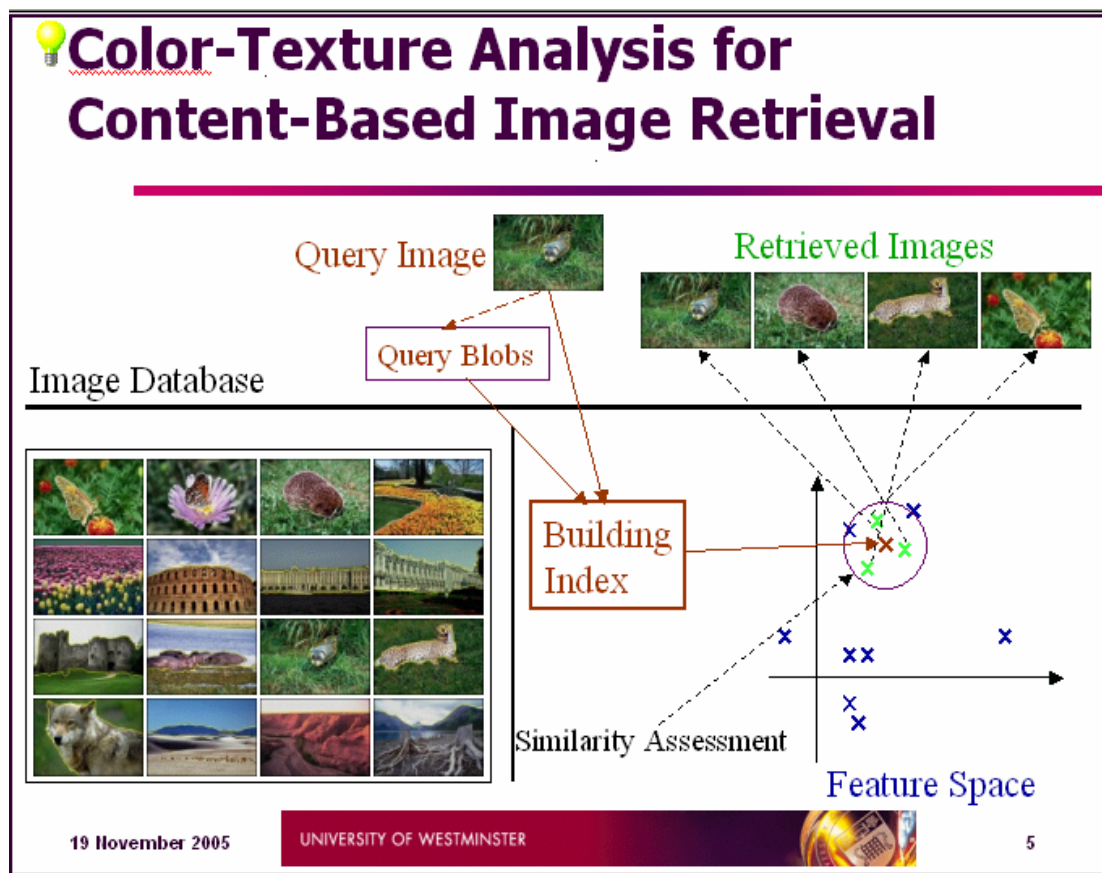 Color-Texture Analysis for
Content-Based Image Retrieval
Query Image
Retrieved Images
Query Blobs
Image Database
Building
Index
Similarity Assessment
Feature Space
19 November 2005
UNIVERSITY OF WESTMINSTER
5